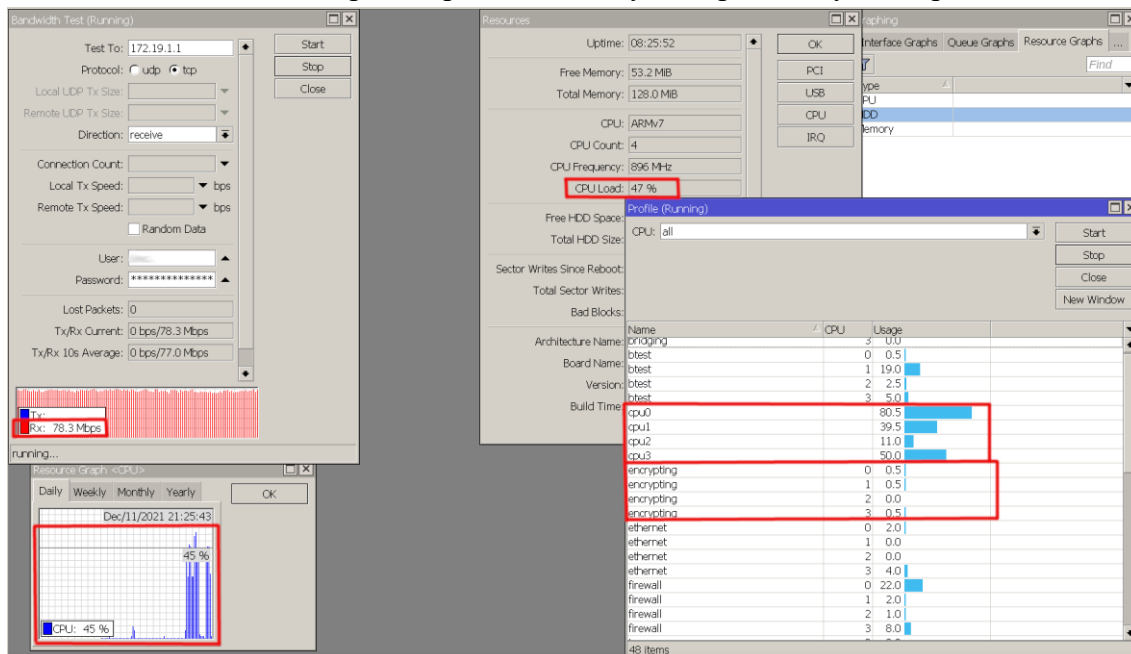 Bandwidth Test (Running)
Test To: 172.19.1.1
Protocol: udp tcp
Local UDP Tx Size:
Remote UDP Tx Size:
Direction: receive
Connection Count:
Local Tx Speed: bps
Remote Tx Speed: bps
Random Data
User:
Password: **************
Lost Packets: 0
Tx/Rx Current: 0 bps/78.3 Mbps
Tx/Rx 10s Average: 0 bps/77.0 Mbps
Start
Stop
Close
Tx:
Rx: 78.3 Mbps
running...
Resource Graph <CPU>
Daily Weekly Monthly Yearly
OK
Dec/11/2021 21:25:43
45 %
CPU: 45 %
Resources
Uptime: 08:25:52
Free Memory: 53.2 MiB
Total Memory: 128.0 MiB
CPU: ARMv7
CPU Count: 4
CPU Frequency: 896 MHz
CPU Load: 47 %
Free HDD Space:
Total HDD Size:
Sector Writes Since Reboot:
Total Sector Writes:
Bad Blocks:
Architecture Name:
Board Name:
Version:
Build Time
OK
PCI
USB
CPU
IRQ
raphing
Interface Graphs Queue Graphs Resource Graphs ...
Find
ype
PU
HDD
Memory
Profile (Running)
CPU: all
Start
Stop
Close
New Window
Name CPU Usage
bridging 3 0.0
btest 0 0.5
btest 1 19.0
btest 2 2.5
btest 3 5.0
cpu0 80.5
cpu1 39.5
cpu2 11.0
cpu3 50.0
encrypting 0 0.5
encrypting 1 0.5
encrypting 2 0.0
encrypting 3 0.5
ethernet 0 2.0
ethernet 1 0.0
ethernet 2 0.0
ethernet 3 4.0
firewall 0 22.0
firewall 1 2.0
firewall 2 1.0
firewall 3 8.0
48 items